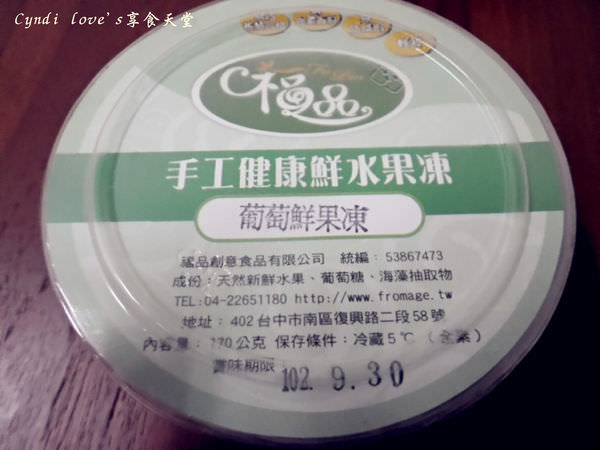 Cyndi love's享食天堂
手工健康鮮水果凍
葡萄鮮果凍
福品創意食品有限公司 統編：53867473
成份：天然新鮮水果、葡萄糖、海藻抽取物
TEL:04-22651180 http://www.fromage.tw
地址：402台中市南區復興路二段58號
內容量：170公克 保存條件：冷藏5℃（全素）
賞味期限：102. 9. 30